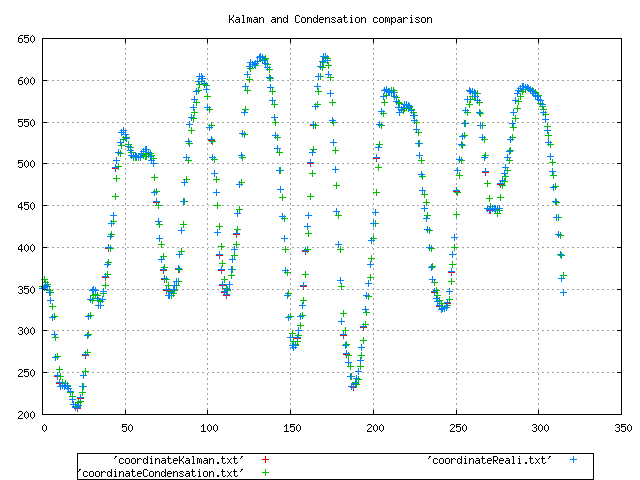 Kalman and Condensation comparison
650
600
550
500
450
400
350
300
250
200
0 50 100 150 200 250 300 350
'coordinateKalman.txt' 'coordinateReali.txt'
'coordinateCondensation.txt'